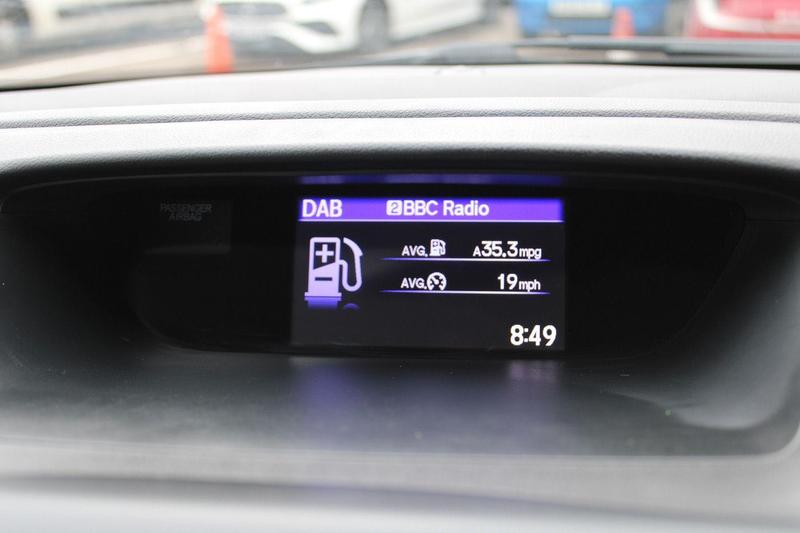 PASSENGER
AIRBAG
DAB 2 BBC Radio
AVG. A35.3mpg
AVG. 19mph
8:49